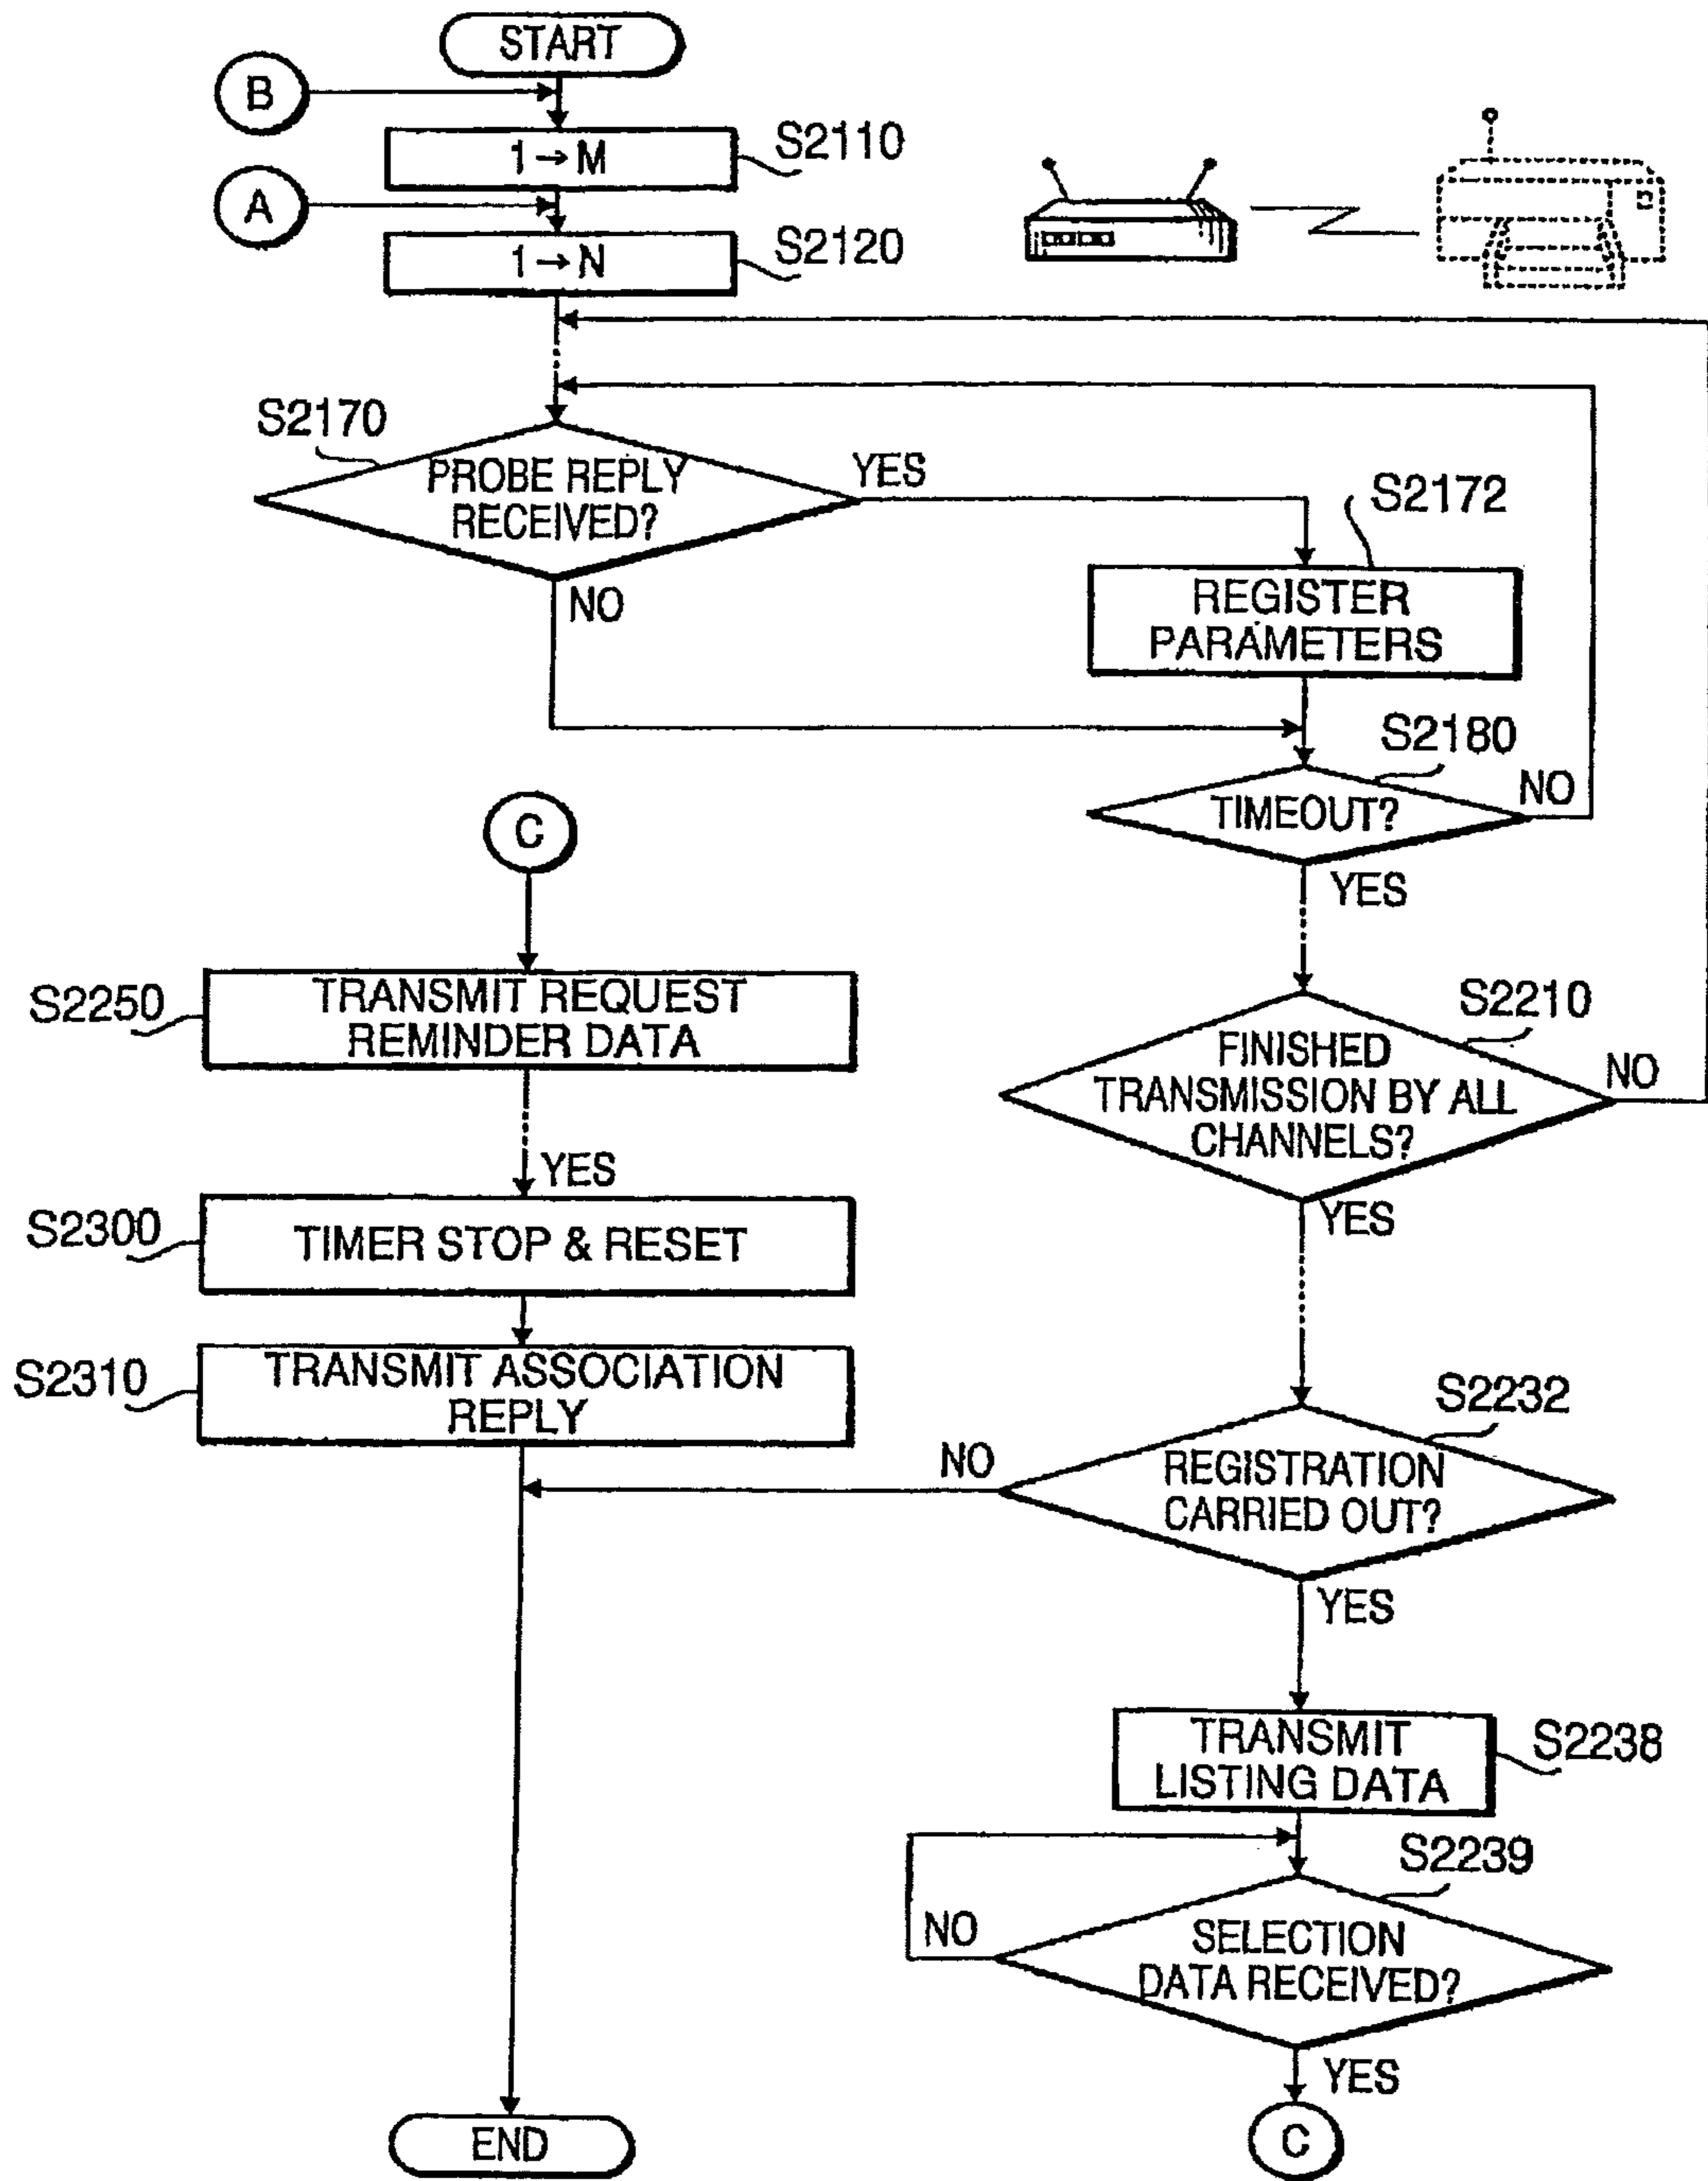 START
B
1→M
S2110
A
1→N
S2120
S2170
PROBE REPLY
RECEIVED?
YES
NO
S2172
REGISTER
PARAMETERS
S2180
TIMEOUT?
NO
YES
C
S2250
TRANSMIT REQUEST
REMINDER DATA
YES
S2300
TIMER STOP & RESET
S2310
TRANSMIT ASSOCIATION
REPLY
S2210
FINISHED
TRANSMISSION BY ALL
CHANNELS?
NO
YES
S2232
REGISTRATION
CARRIED OUT?
NO
YES
TRANSMIT
LISTING DATA
S2238
S2239
SELECTION
DATA RECEIVED?
NO
YES
C
END